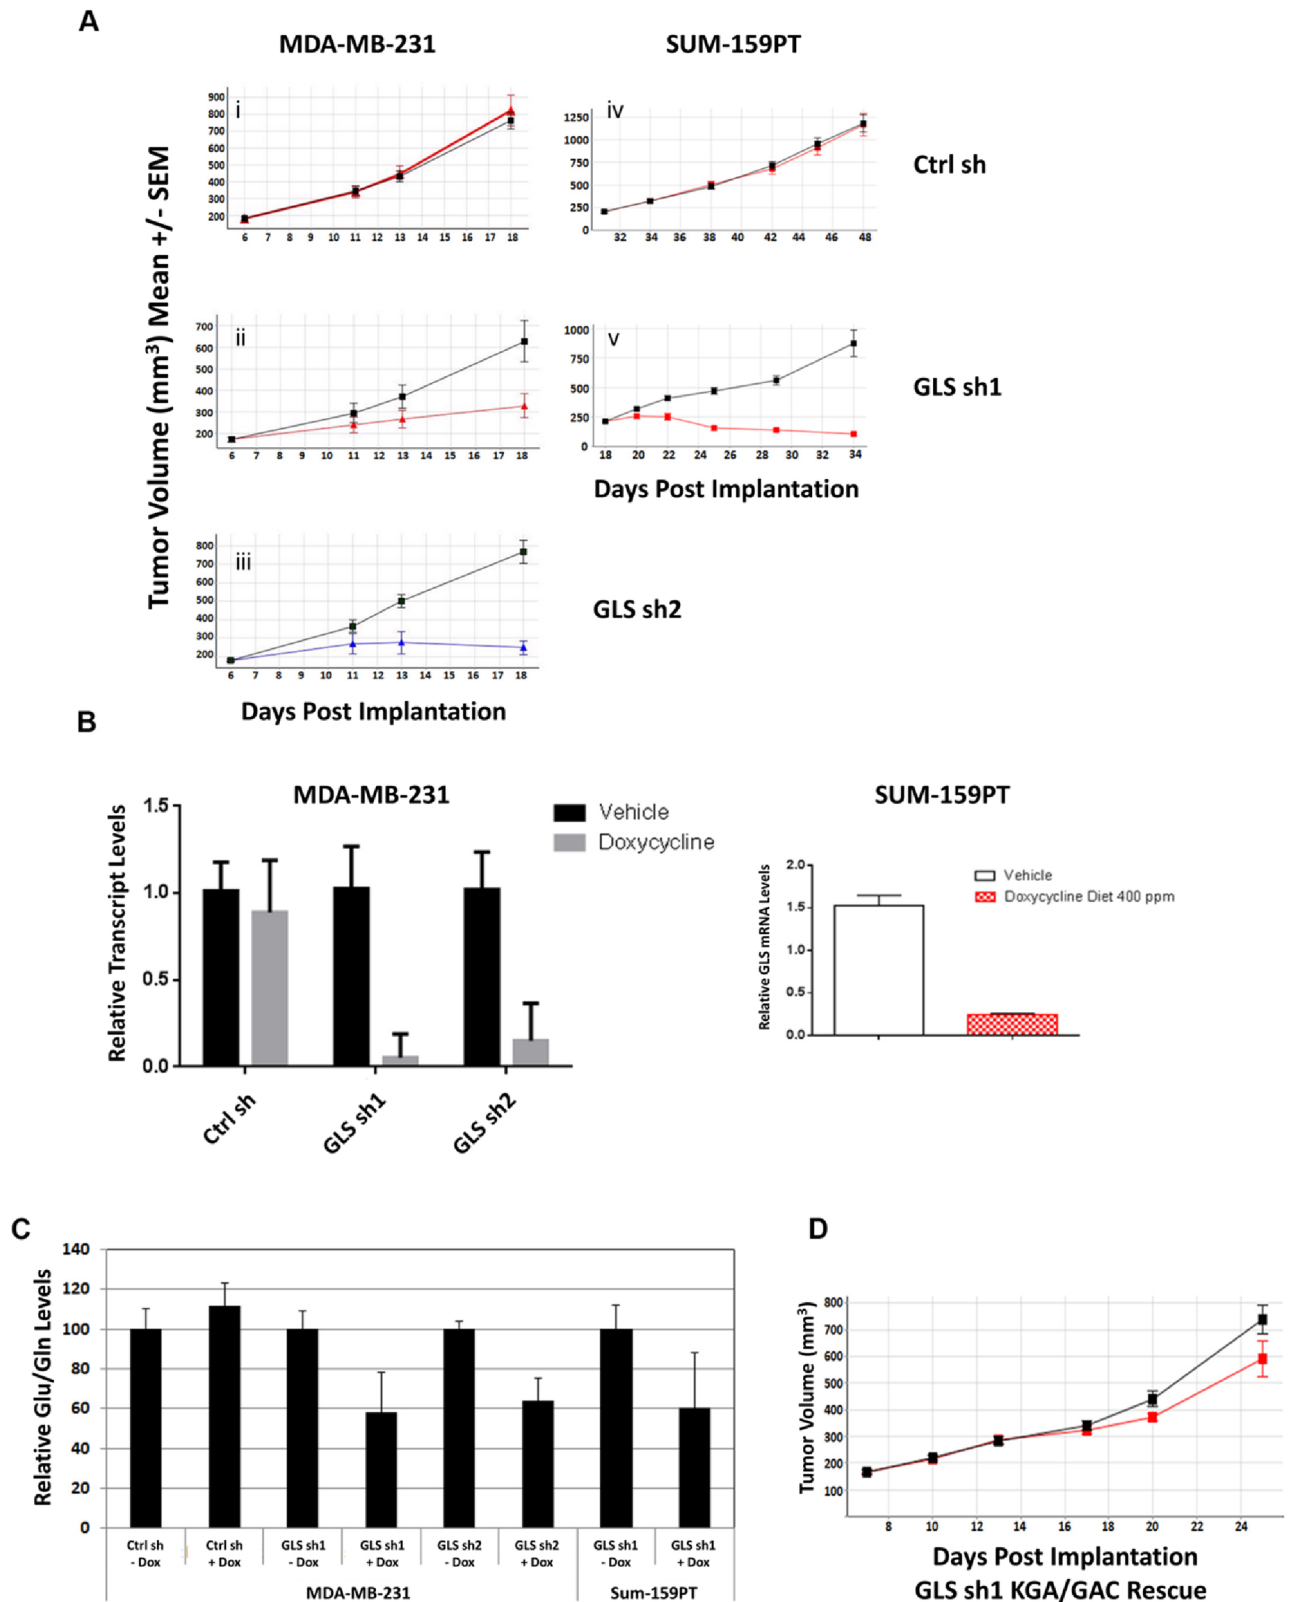 A
MDA-MB-231
SUM-159PT
Tumor Volume (mm³) Mean +/- SEM
i
900
800
700
600
500
400
300
200
6 7 8 9 10 11 12 13 14 15 16 17 18
iv
1250
1000
750
500
250
0
32 34 36 38 40 42 44 46 48
Ctrl sh
ii
700
600
500
400
300
200
6 7 8 9 10 11 12 13 14 15 16 17 18
v
1000
750
500
250
0
18 20 22 24 26 28 30 32 34
Days Post Implantation
GLS sh1
iii
800
700
600
500
400
300
200
6 7 8 9 10 11 12 13 14 15 16 17 18
Days Post Implantation
GLS sh2
B
MDA-MB-231
Relative Transcript Levels
1.5
1.0
0.5
0.0
Vehicle
Doxycycline
Ctrl sh
GLS sh1
GLS sh2
SUM-159PT
Relative GLS mRNA Levels
2.0
1.5
1.0
0.5
0.0
Vehicle
Doxycycline Diet 400 ppm
C
Relative Glu/Gln Levels
140
120
100
80
60
40
20
0
Ctrl sh Ctrl sh GLS sh1 GLS sh1 GLS sh2 GLS sh2 GLS sh1 GLS sh1
- Dox + Dox - Dox + Dox - Dox + Dox - Dox + Dox
MDA-MB-231 Sum-159PT
D
Tumor Volume (mm³)
800
700
600
500
400
300
200
100
8 10 12 14 16 18 20 22 24
Days Post Implantation
GLS sh1 KGA/GAC Rescue